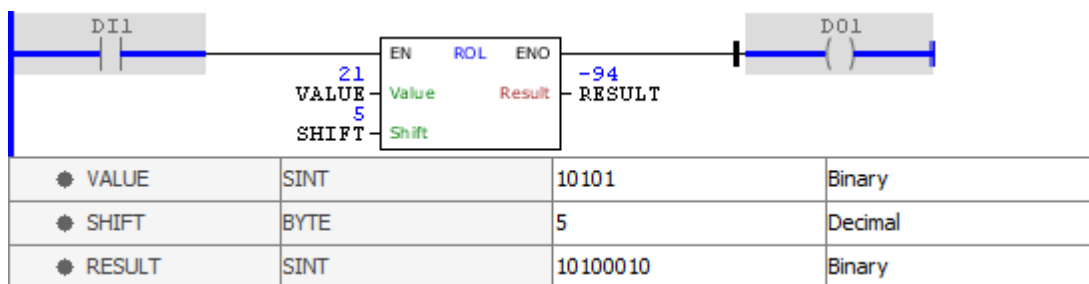 DI1 DO1
EN ROL ENO
21 -94
VALUE Value Result RESULT
5
SHIFT Shift
VALUE SINT 10101 Binary
SHIFT BYTE 5 Decimal
RESULT SINT 10100010 Binary